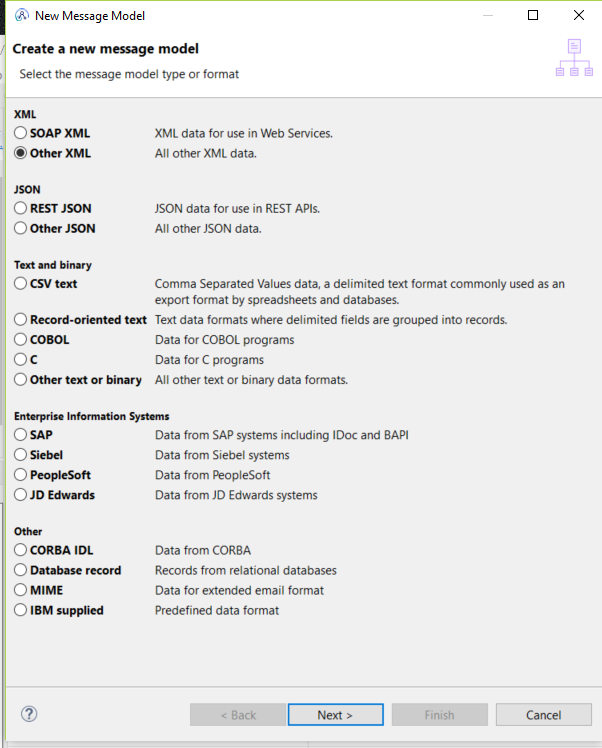 New Message Model
Create a new message model
Select the message model type or format
XML
SOAP XML XML data for use in Web Services.
Other XML All other XML data.
JSON
REST JSON JSON data for use in REST APIs.
Other JSON All other JSON data.
Text and binary
CSV text Comma Separated Values data, a delimited text format commonly used as an
export format by spreadsheets and databases.
Record-oriented text Text data formats where delimited fields are grouped into records.
COBOL Data for COBOL programs
C Data for C programs
Other text or binary All other text or binary data formats.
Enterprise Information Systems
SAP Data from SAP systems including IDoc and BAPI
Siebel Data from Siebel systems
PeopleSoft Data from PeopleSoft
JD Edwards Data from JD Edwards systems
Other
CORBA IDL Data from CORBA
Database record Records from relational databases
MIME Data for extended email format
IBM supplied Predefined data format
? < Back Next > Finish Cancel